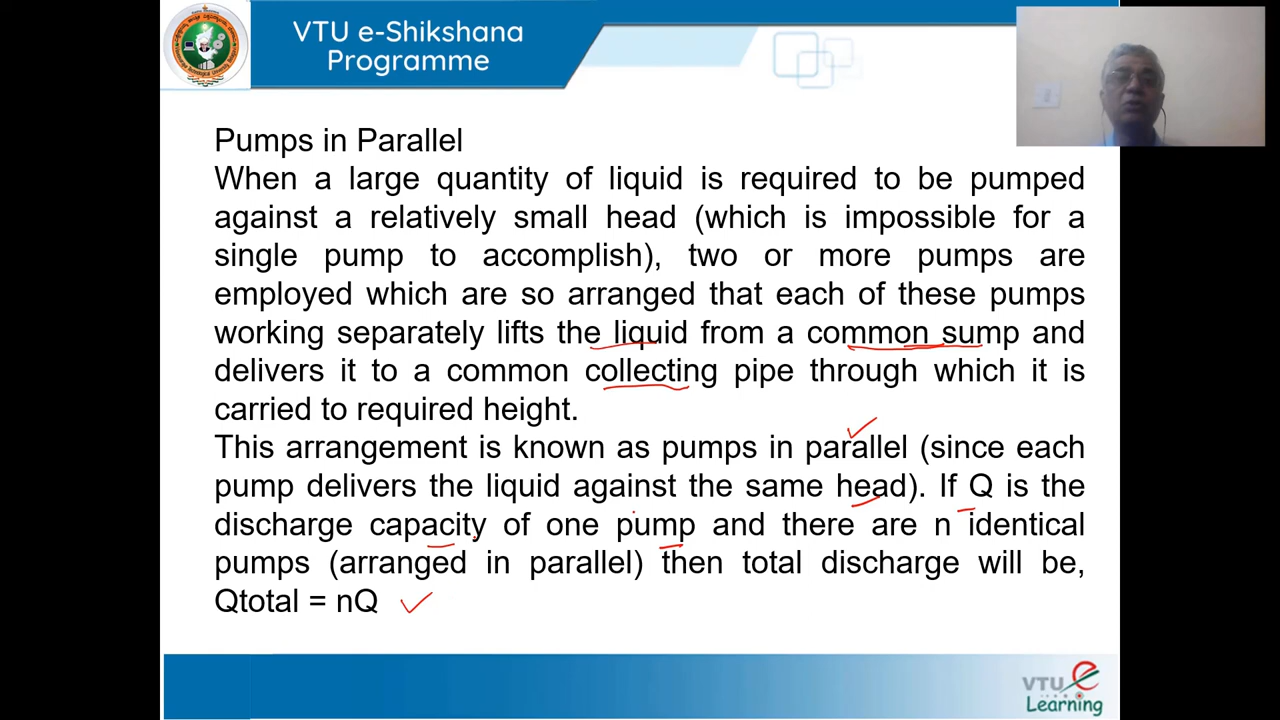 VTU e-Shikshana
Programme
Pumps in Parallel
When a large quantity of liquid is required to be pumped
against a relatively small head (which is impossible for a
single pump to accomplish), two or more pumps are
employed which are so arranged that each of these pumps
working separately lifts the liquid from a common sump and
delivers it to a common collecting pipe through which it is
carried to required height.
This arrangement is known as pumps in parallel (since each
pump delivers the liquid against the same head). If Q is the
discharge capacity of one pump and there are n identical
pumps (arranged in parallel) then total discharge will be,
Qtotal = nQ
VTU e
Learning